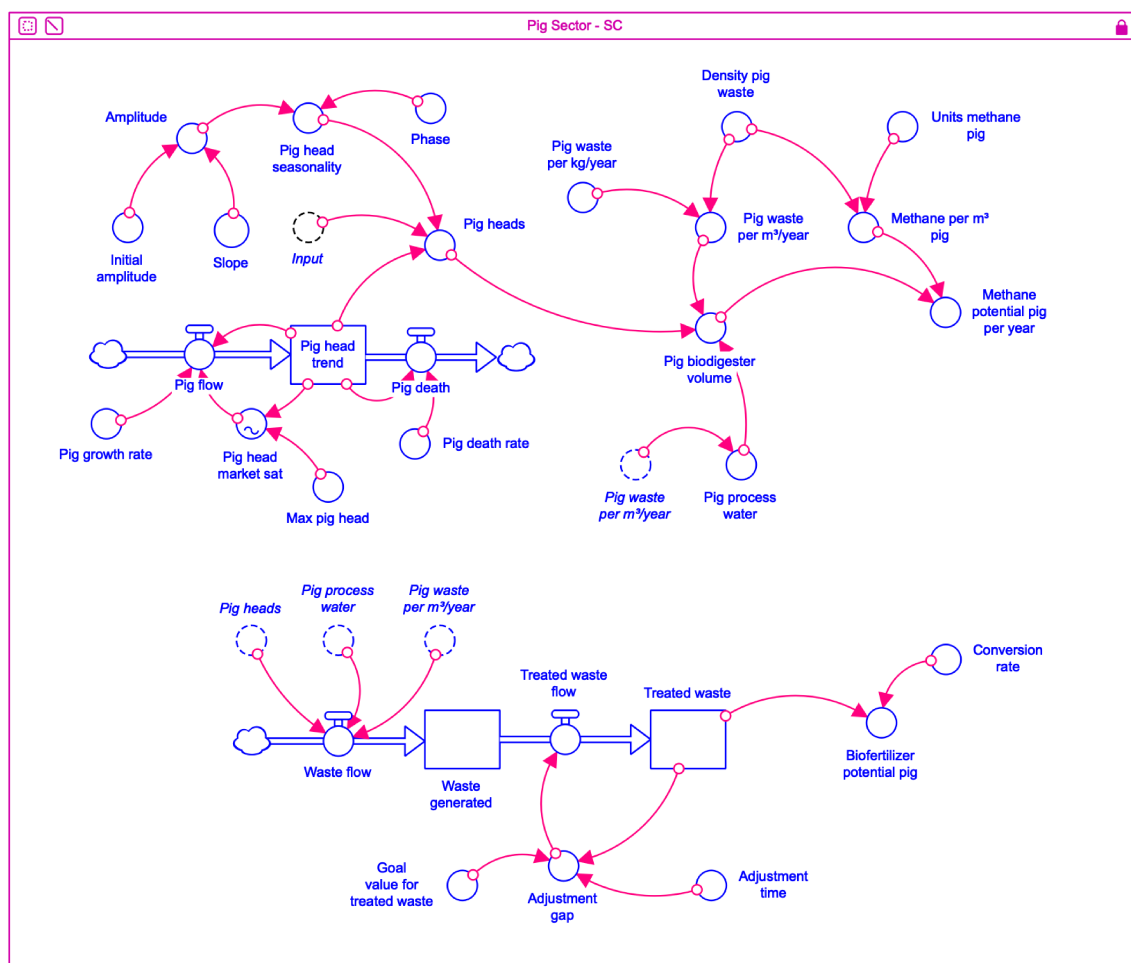 Pig Sector - SC
Density pig
waste
Amplitude
Units methane
pig
Phase
Pig waste
per kg/year
Pig head
seasonality
Pig heads
Pig waste
per m³/year
Methane per m³
pig
Initial
amplitude
Slope
Input
Methane
potential pig
per year
Pig head
trend
Pig biodigester
volume
Pig flow
Pig death
Pig growth rate
Pig head
market sat
Pig death rate
Max pig head
Pig waste
per m³/year
Pig process
water
Pig heads
Pig process
water
Pig waste
per m³/year
Conversion
rate
Treated waste
flow
Treated waste
Waste flow
Waste
generated
Biofertilizer
potential pig
Goal
value for
treated waste
Adjustment
gap
Adjustment
time